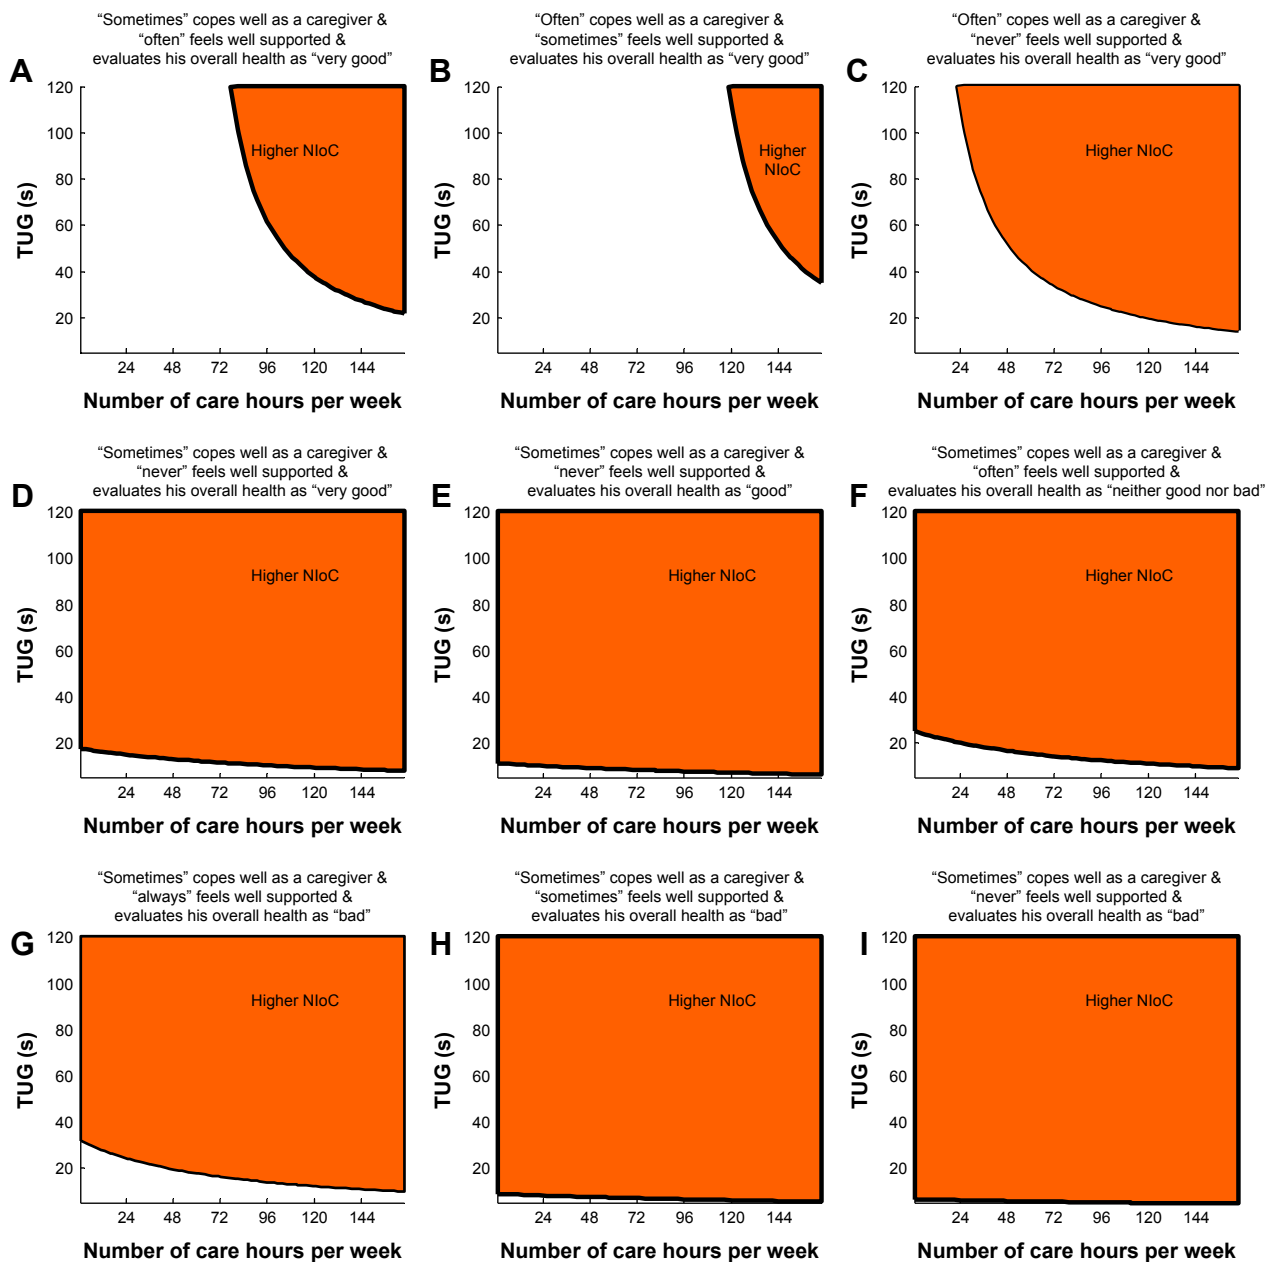 “Sometimes” copes well as a caregiver &
“often” feels well supported &
evaluates his overall health as “very good”
A
120
100
80
60
40
20
TUG (s)
Higher NIoC
24 48 72 96 120 144
Number of care hours per week
“Often” copes well as a caregiver &
“sometimes” feels well supported &
evaluates his overall health as “very good”
B
120
100
80
60
40
20
TUG (s)
Higher
NIoC
24 48 72 96 120 144
Number of care hours per week
“Often” copes well as a caregiver &
“never” feels well supported &
evaluates his overall health as “very good”
C
120
100
80
60
40
20
TUG (s)
Higher NIoC
24 48 72 96 120 144
Number of care hours per week
“Sometimes” copes well as a caregiver &
“never” feels well supported &
evaluates his overall health as “very good”
D
120
100
80
60
40
20
TUG (s)
Higher NIoC
24 48 72 96 120 144
Number of care hours per week
“Sometimes” copes well as a caregiver &
“never” feels well supported &
evaluates his overall health as “good”
E
120
100
80
60
40
20
TUG (s)
Higher NIoC
24 48 72 96 120 144
Number of care hours per week
“Sometimes” copes well as a caregiver &
“often” feels well supported &
evaluates his overall health as “neither good nor bad”
F
120
100
80
60
40
20
TUG (s)
Higher NIoC
24 48 72 96 120 144
Number of care hours per week
“Sometimes” copes well as a caregiver &
“always” feels well supported &
evaluates his overall health as “bad”
G
120
100
80
60
40
20
TUG (s)
Higher NIoC
24 48 72 96 120 144
Number of care hours per week
“Sometimes” copes well as a caregiver &
“sometimes” feels well supported &
evaluates his overall health as “bad”
H
120
100
80
60
40
20
TUG (s)
Higher NIoC
24 48 72 96 120 144
Number of care hours per week
“Sometimes” copes well as a caregiver &
“never” feels well supported &
evaluates his overall health as “bad”
I
120
100
80
60
40
20
TUG (s)
Higher NIoC
24 48 72 96 120 144
Number of care hours per week